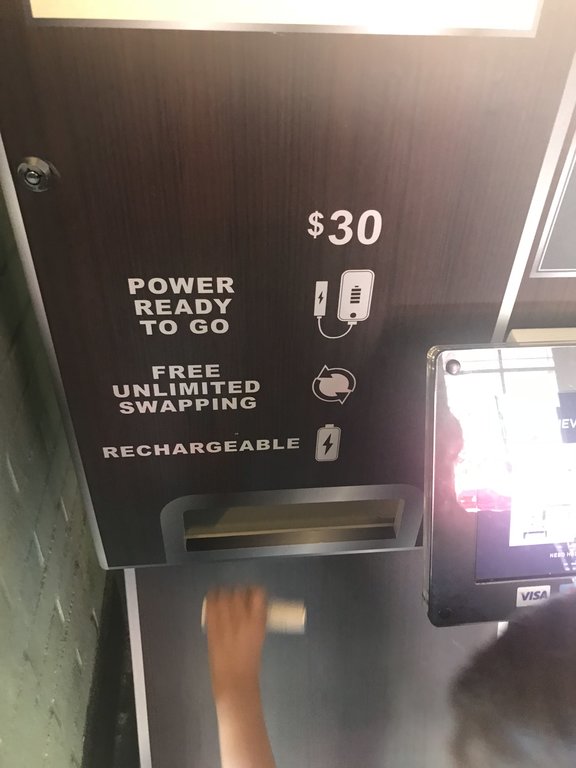 $30
POWER
READY
TO GO
FREE
UNLIMITED
SWAPPING
RECHARGEABLE
VISA